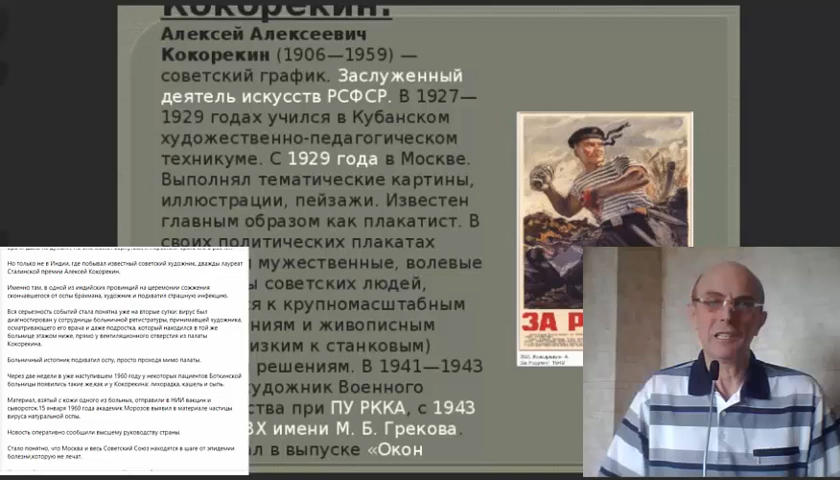 Кокорекин.
Алексей Алексеевич
Кокорекин (1906—1959) —
советский график. Заслуженный
деятель искусств РСФСР. В 1927—
1929 годах учился в Кубанском
художественно-педагогическом
техникуме. С 1929 года в Москве.
Выполнял тематические картины,
иллюстрации, пейзажи. Известен
главным образом как плакатист. В
своих политических плакатах
мужественные, волевые
советских людей,
к крупномасштабным
и живописным
к станковым)
решениям. В 1941—1943
Военного
при ПУ РККА, с 1943
имени М. Б. Грекова.
в выпуске «Окон
ЗА
Но только не в Индии, где побывал известный советский художник, дважды лауреат
Сталинской премии Алексей Кокорекин.
Именно там, в одной из индийских провинций на церемонии сожжения
скончавшегося от оспы брахмана, художник и подхватил страшную инфекцию.
Вся серьезность событий стала понятна уже на вторые сутки: вирус был
диагностирован у сотрудницы больничной регистратуры, принимавшей художника,
осматривающего его врача и даже подростка, который находился в той же
больнице этажом ниже, прямо у вентиляционного отверстия из палаты
Кокорекина.
Больничный истопник подхватил оспу, просто проходя мимо палаты.
Через две недели в уже наступившем 1960 году у некоторых пациентов Боткинской
больницы появились такие же,как и у Кокорекина: лихорадка, кашель и сыпь.
Материал, взятый с кожи одного из больных, отправили в НИИ вакцин и
сывороток.15 января 1960 года академик Морозов выявил в материале частицы
вируса натуральной оспы.
Новость оперативно сообщили высшему руководству страны.
Стало понятно, что Москва и весь Советский Союз находятся в шаге от эпидемии
болезни,которую не лечат.